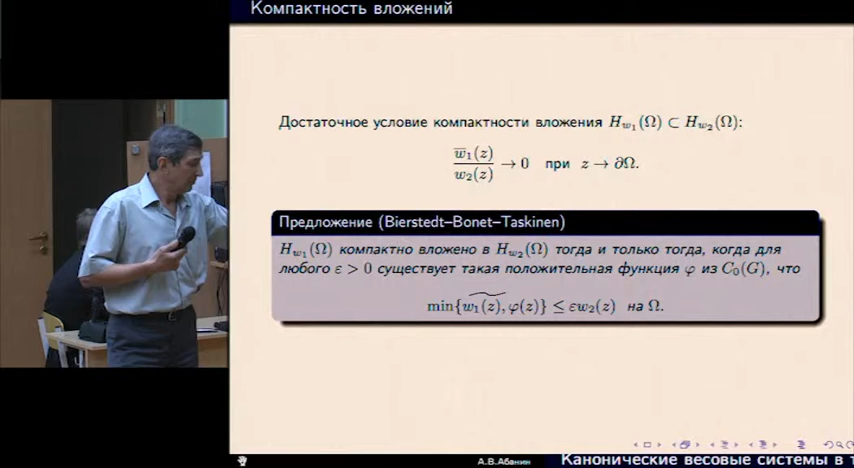 Компактность вложений
Достаточное условие компактности вложения H_{w_1}(Ω) ⊂ H_{w_2}(Ω):
\frac{\overline{w}_1(z)}{w_2(z)} → 0 при z → ∂Ω.
Предложение (Bierstedt–Bonet–Taskinen)
H_{w_1}(Ω) компактно вложено в H_{w_2}(Ω) тогда и только тогда, когда для
любого ε > 0 существует такая положительная функция φ из C_0(G), что
\widetilde{min\{w_1(z), φ(z)\}} ≤ εw_2(z) на Ω.
А.В.Абанин
Канонические весовые системы в т